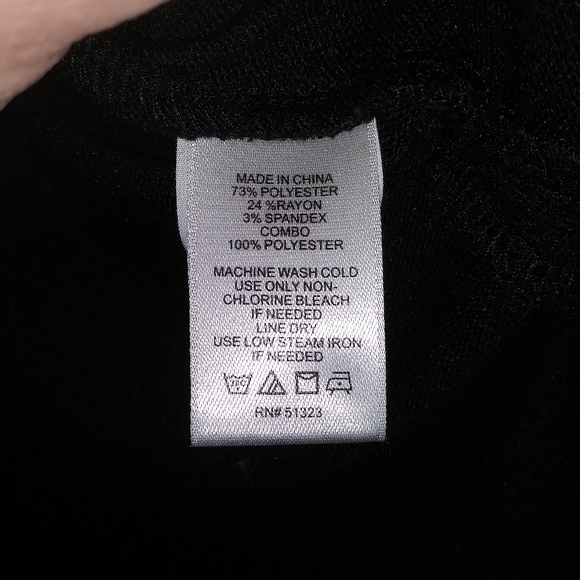 MADE IN CHINA
73% POLYESTER
24 %RAYON
3% SPANDEX
COMBO
100% POLYESTER
MACHINE WASH COLD
USE ONLY NON-
CHLORINE BLEACH
IF NEEDED
LINE DRY
USE LOW STEAM IRON
IF NEEDED
RN# 51323